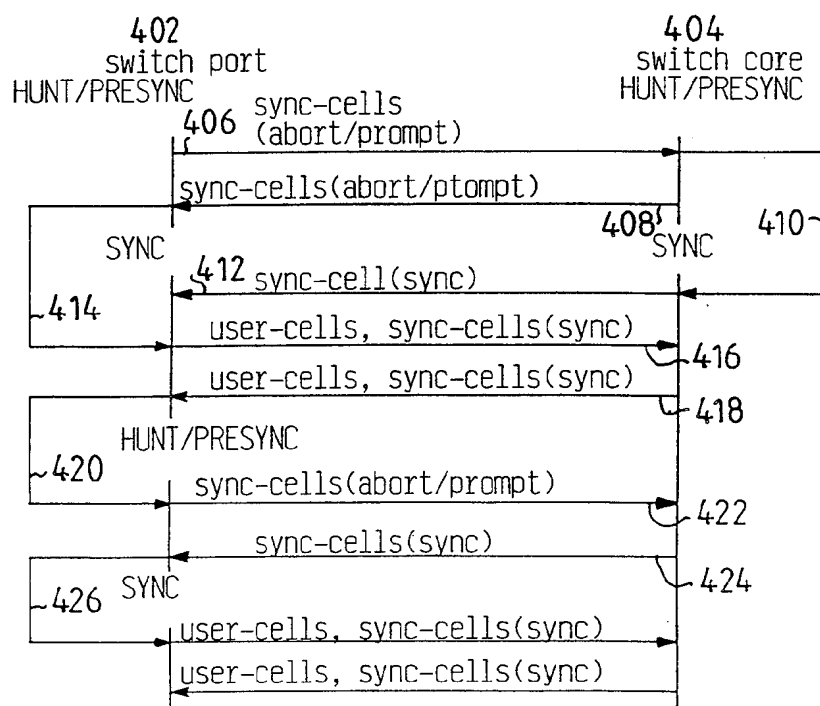 402
switch port
HUNT/PRESYNC
404
switch core
HUNT/PRESYNC
406
sync-cells
(abort/prompt)
sync-cells(abort/ptompt)
408
410
SYNC
SYNC
412
sync-cell(sync)
414
user-cells, sync-cells(sync)
416
user-cells, sync-cells(sync)
418
HUNT/PRESYNC
420
sync-cells(abort/prompt)
422
sync-cells(sync)
424
SYNC
426
user-cells, sync-cells(sync)
user-cells, sync-cells(sync)